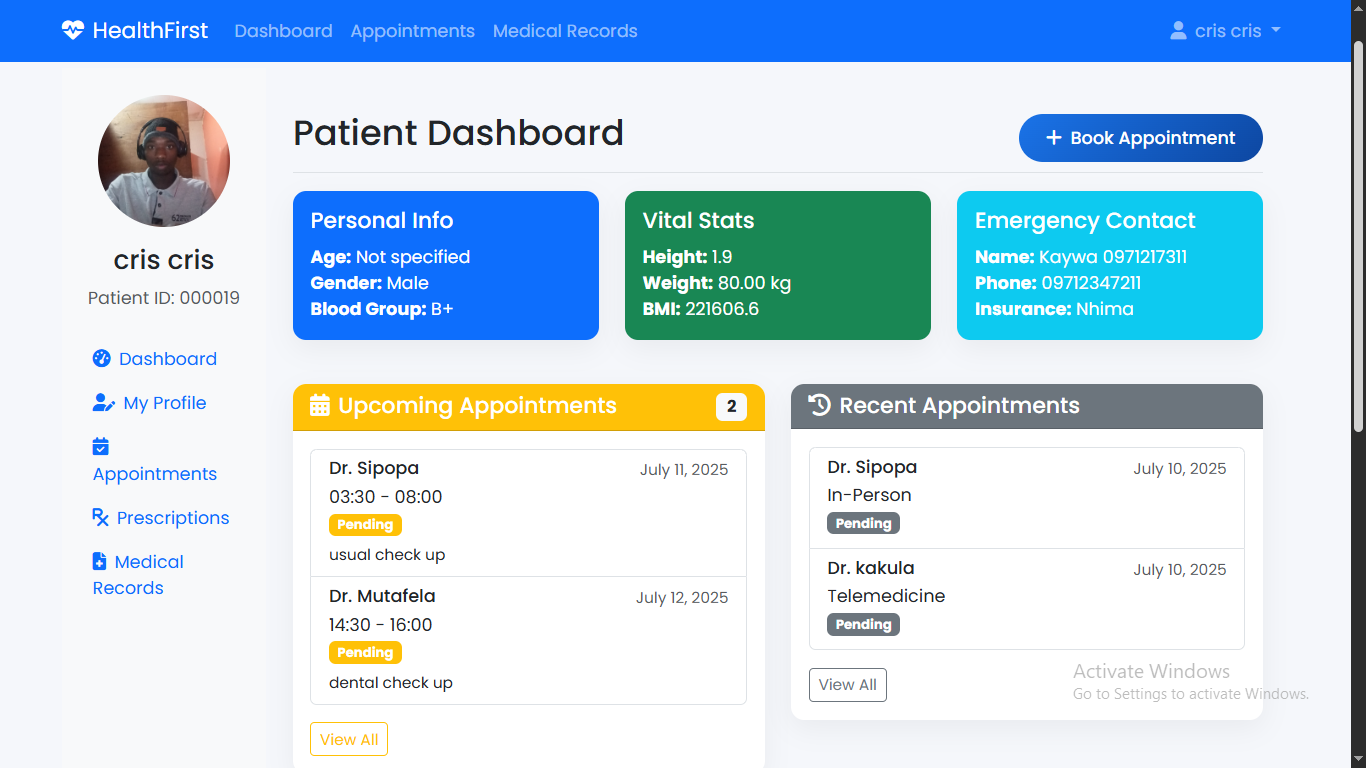 HealthFirst Dashboard Appointments Medical Records cris cris
cris cris
Patient ID: 000019
Dashboard
My Profile
Appointments
Prescriptions
Medical
Records
Patient Dashboard
+ Book Appointment
Personal Info
Age: Not specified
Gender: Male
Blood Group: B+
Vital Stats
Height: 1.9
Weight: 80.00 kg
BMI: 221606.6
Emergency Contact
Name: Kaywa 0971217311
Phone: 09712347211
Insurance: Nhima
Upcoming Appointments 2
Dr. Sipopa July 11, 2025
03:30 - 08:00
Pending
usual check up
Dr. Mutafela July 12, 2025
14:30 - 16:00
Pending
dental check up
View All
Recent Appointments
Dr. Sipopa July 10, 2025
In-Person
Pending
Dr. kakula July 10, 2025
Telemedicine
Pending
View All
Activate Windows
Go to Settings to activate Windows.